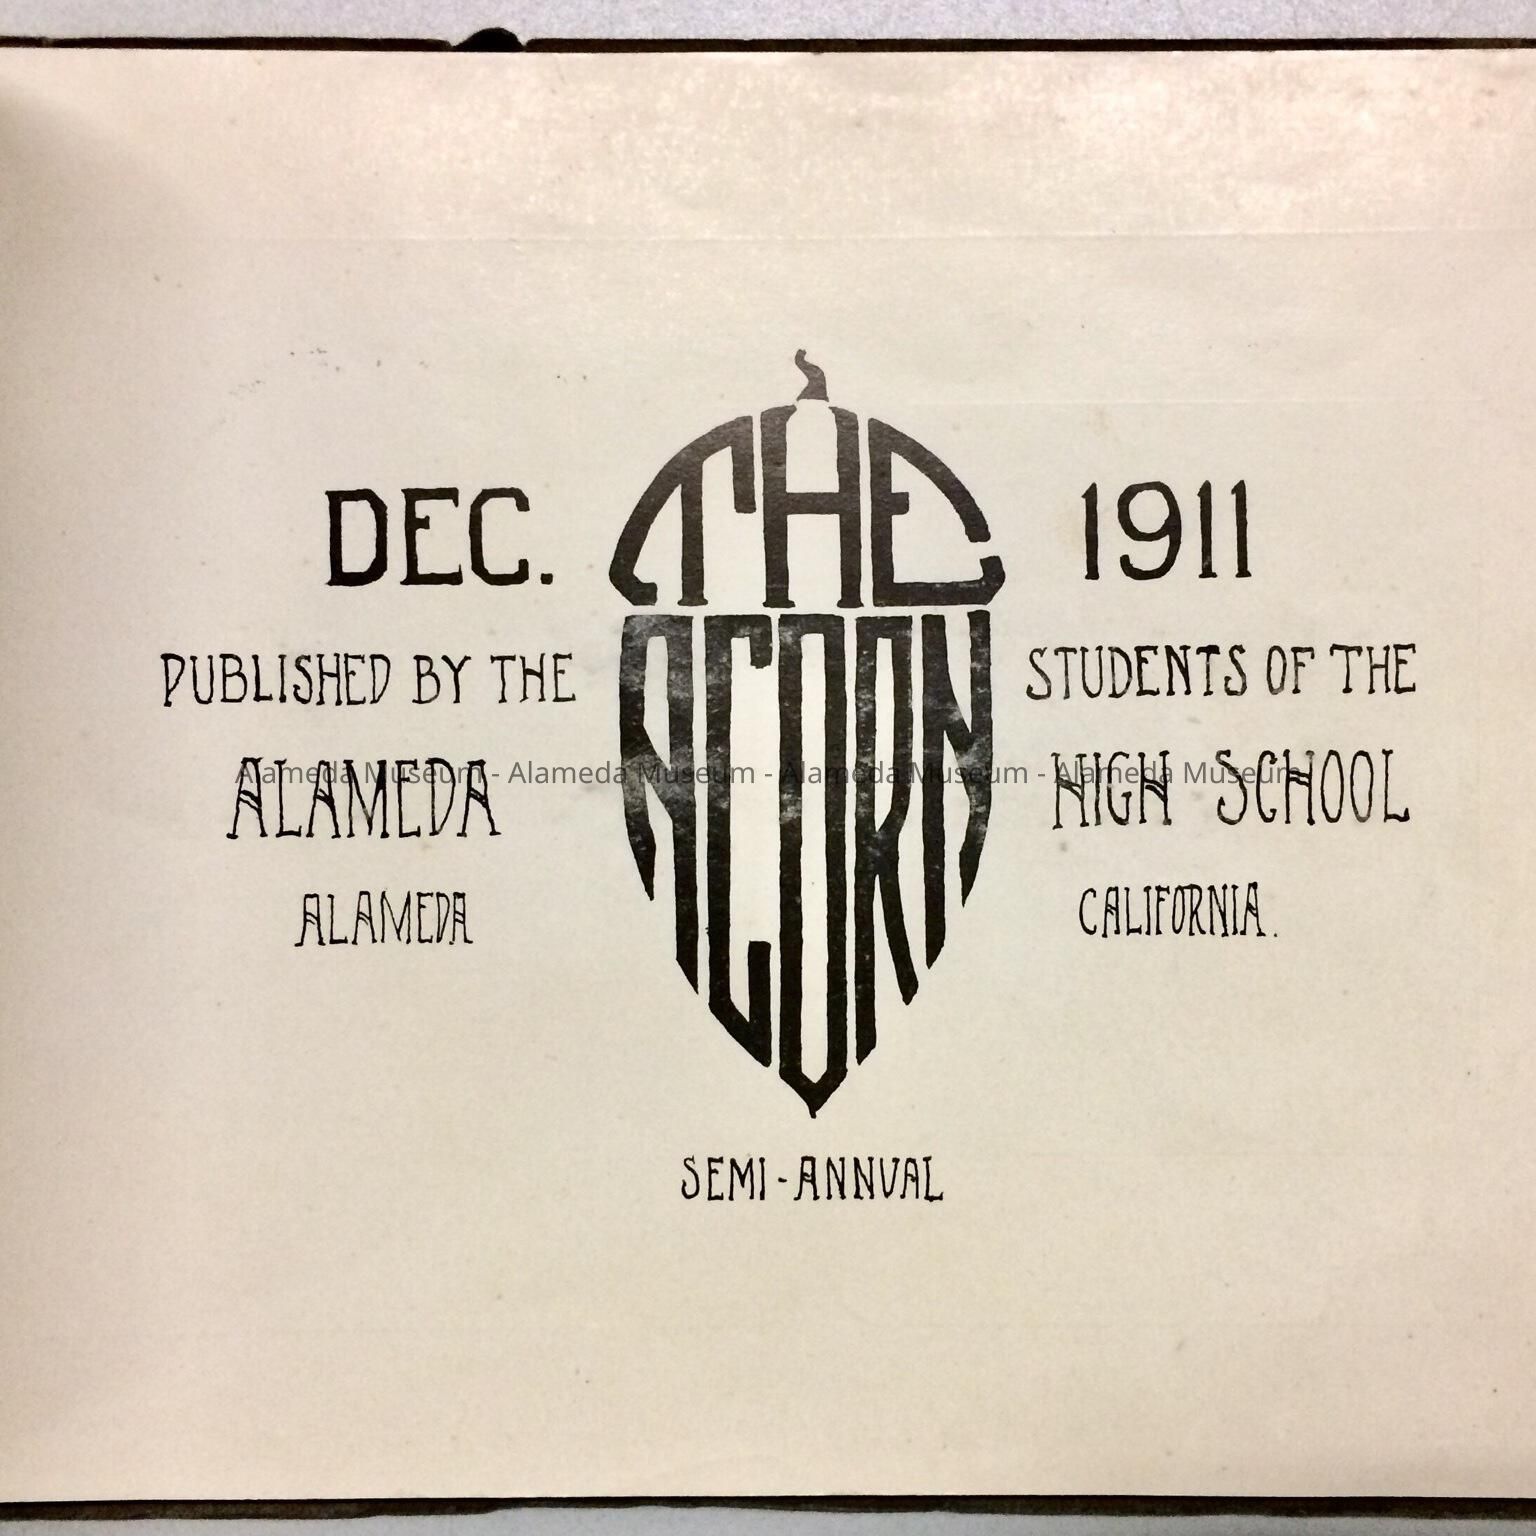 DEC. THE 1911
ACORN
PUBLISHED BY THE STUDENTS OF THE
ALAMEDA HIGH SCHOOL
Alameda Museum - Alameda Museum - Alameda Museum - Alameda Museum
ALAMEDA CALIFORNIA.
SEMI-ANNUAL